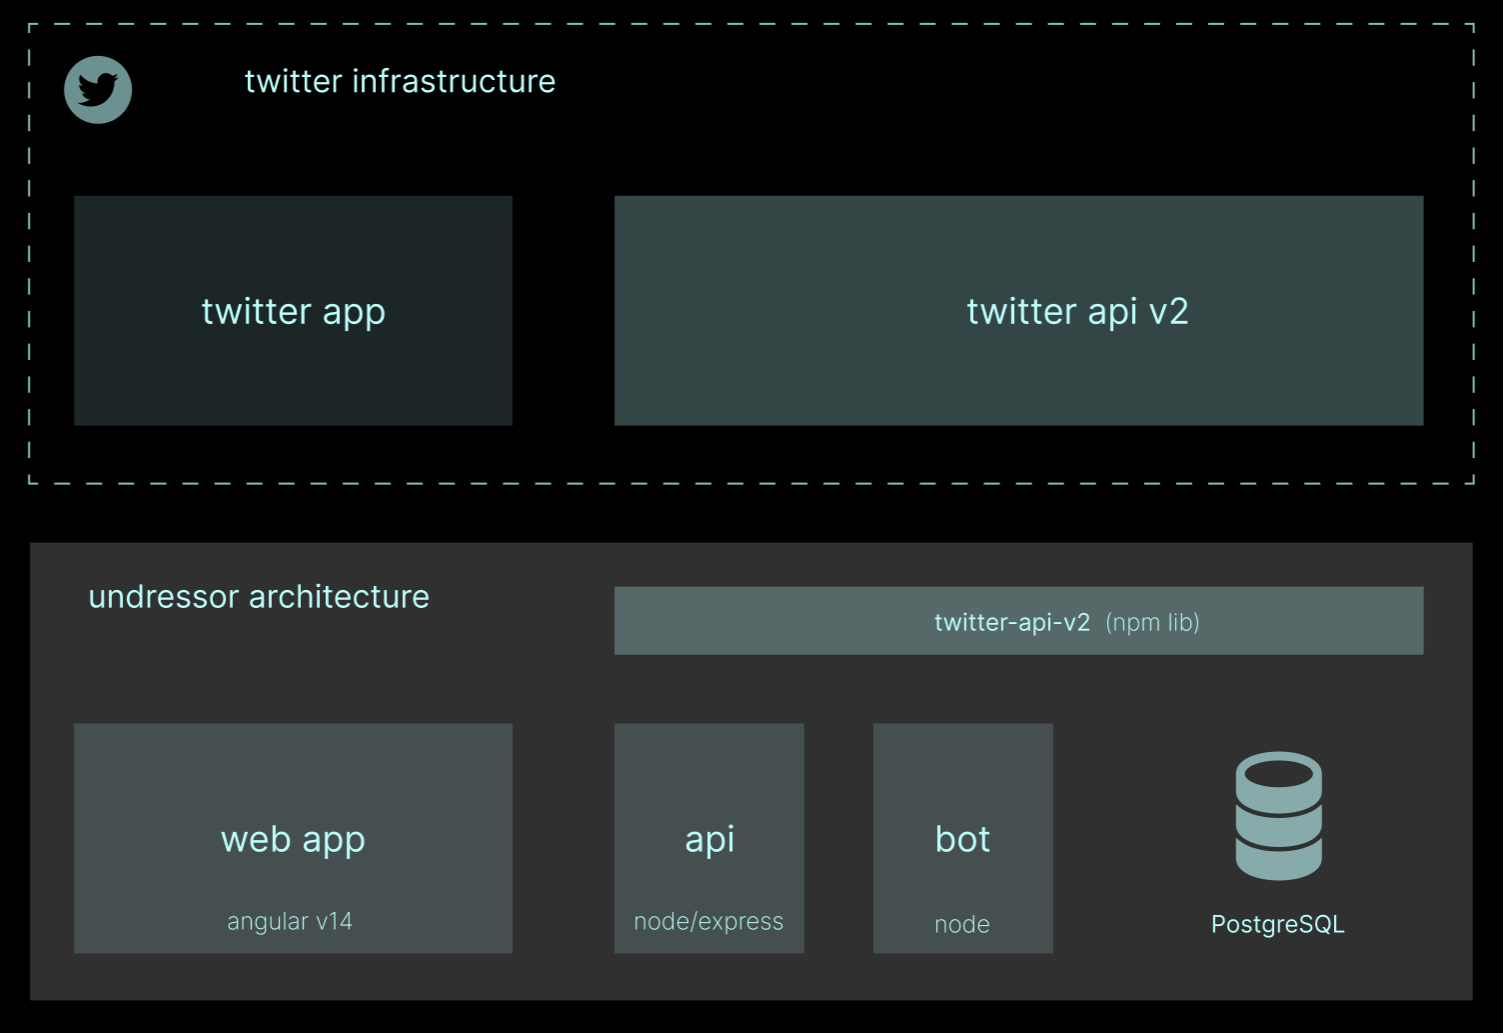 twitter infrastructure
twitter app
twitter api v2
undressor architecture
twitter-api-v2 (npm lib)
web app
angular v14
api
node/express
bot
node
PostgreSQL